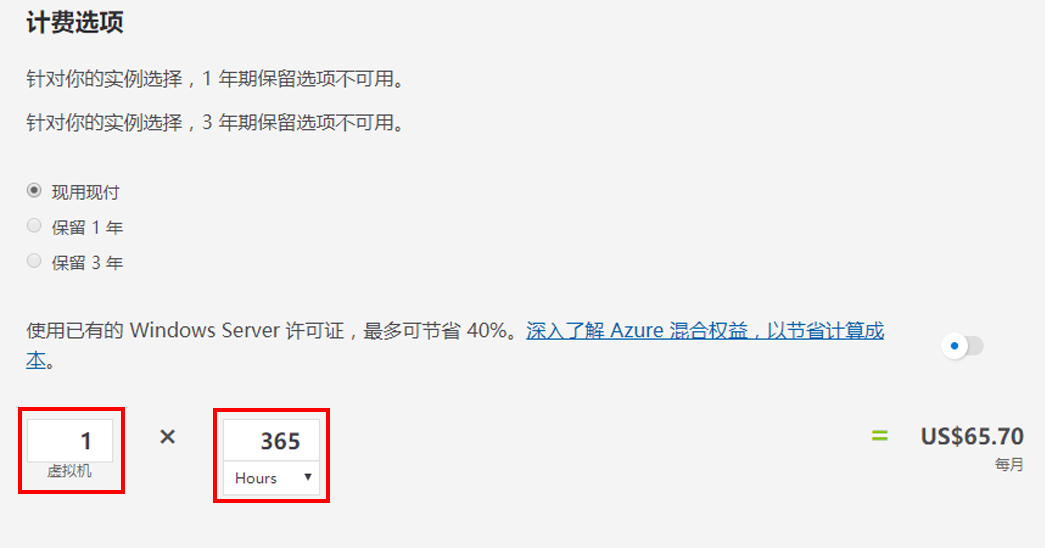 计费选项
针对你的实例选择，1 年期保留选项不可用。
针对你的实例选择，3 年期保留选项不可用。
现用现付
保留 1 年
保留 3 年
使用已有的 Windows Server 许可证，最多可节省 40%。深入了解 Azure 混合权益，以节省计算成
本。
1 × 365 = US$65.70
虚拟机 Hours 每月